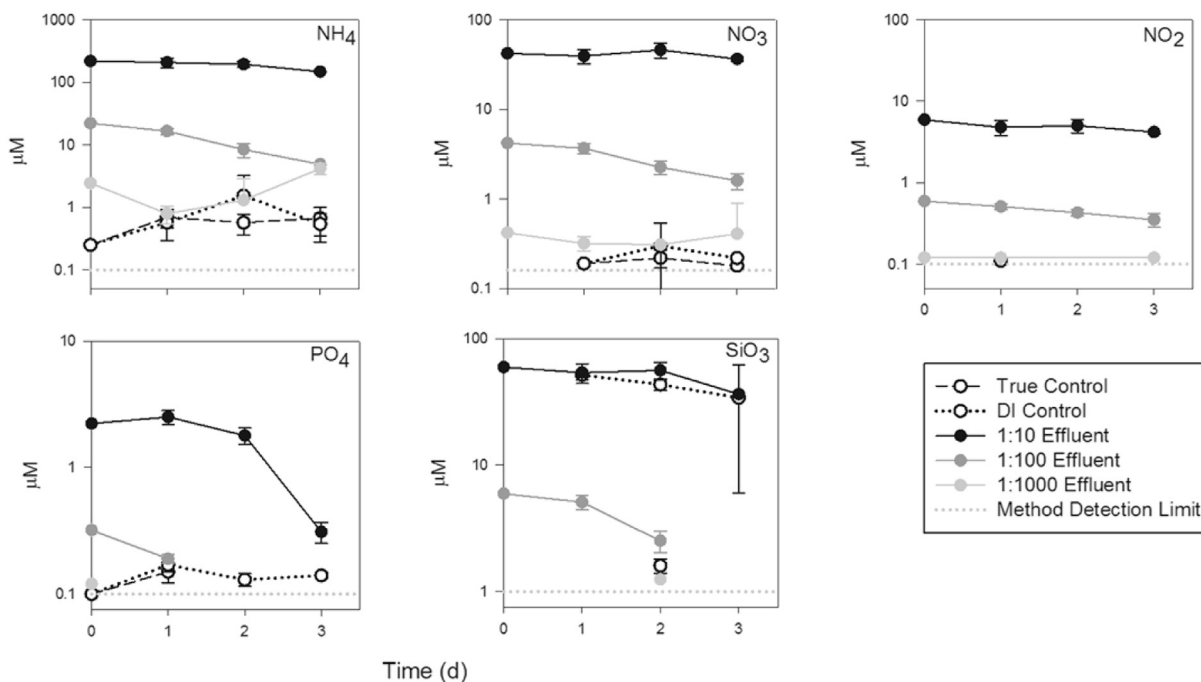 NH4
1000
100
10
1
0.1
µM
NO3
100
10
1
0.1
µM
NO2
100
10
1
0.1
µM
0 1 2 3
PO4
10
1
0.1
µM
0 1 2 3
SiO3
100
10
1
µM
0 1 2 3
True Control
DI Control
1:10 Effluent
1:100 Effluent
1:1000 Effluent
Method Detection Limit
Time (d)